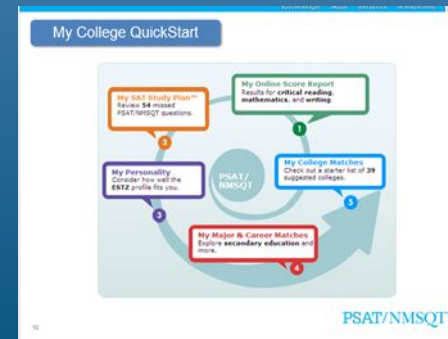 My College QuickStart
My Online Score Report
Results for critical reading,
mathematics, and writing
1
My SAT Study Plan™
Review 54 missed
PSAT/NMSQT questions.
2
PSAT/
NMSQT
My College Matches
Check out a starter list of 39
suggested colleges.
5
My Personality
Consider how well the
ESTZ profile fits you.
3
My Major & Career Matches
Explore secondary education and
more.
4
10
PSAT/NMSQT